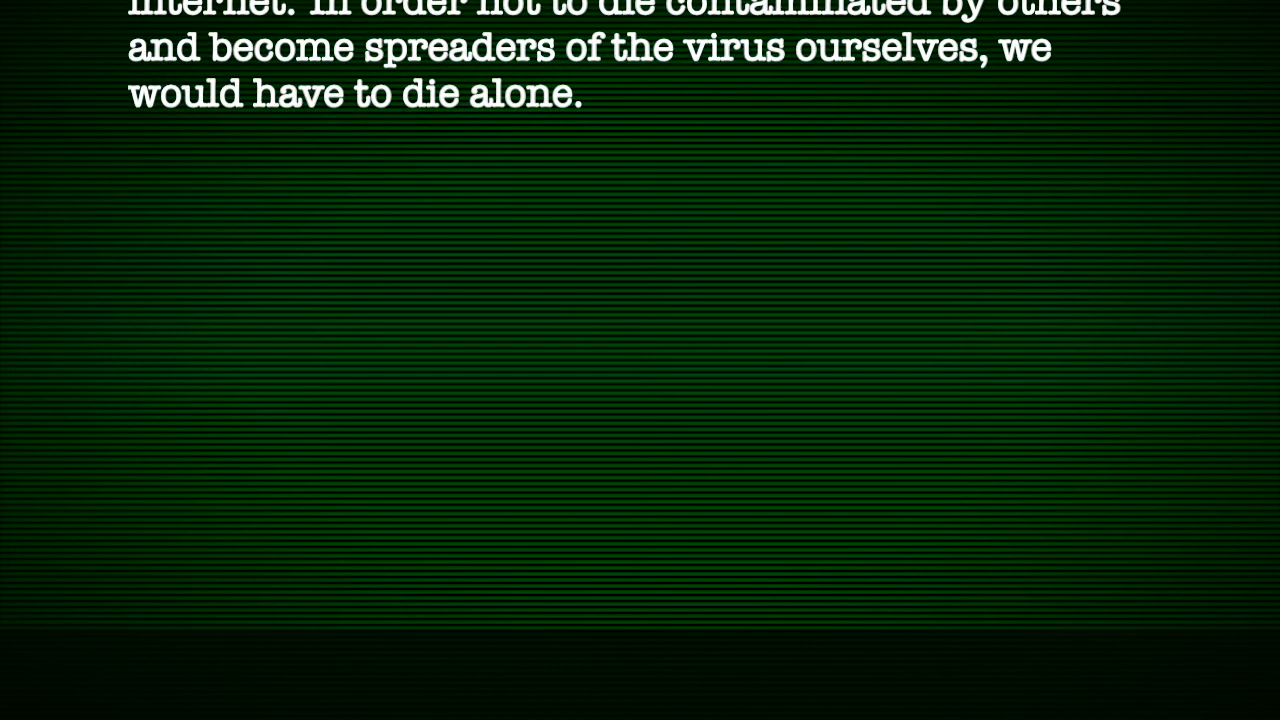 internet. In order not to die contaminated by others
and become spreaders of the virus ourselves, we
would have to die alone.